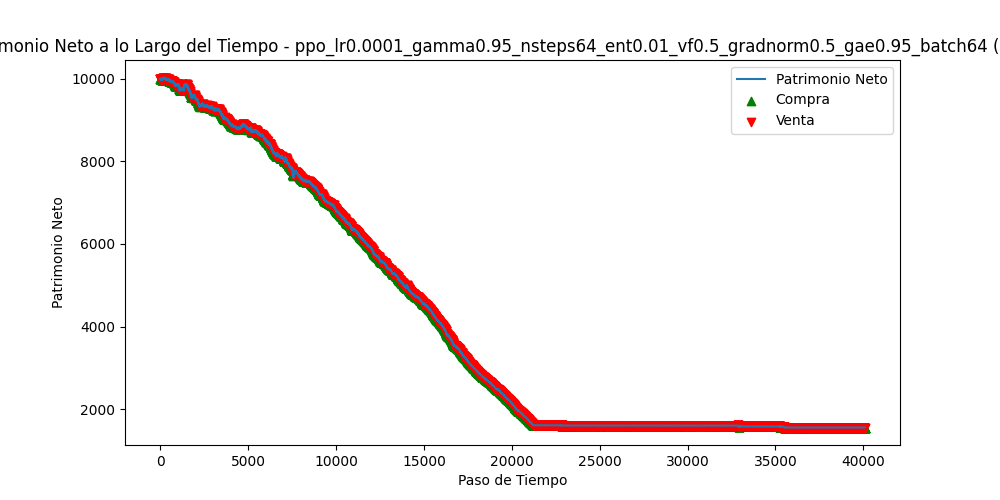 monio Neto a lo Largo del Tiempo - ppo_lr0.0001_gamma0.95_nsteps64_ent0.01_vf0.5_gradnorm0.5_gae0.95_batch64 (
Patrimonio Neto
Compra
Venta
Patrimonio Neto
10000
8000
6000
4000
2000
0 5000 10000 15000 20000 25000 30000 35000 40000
Paso de Tiempo